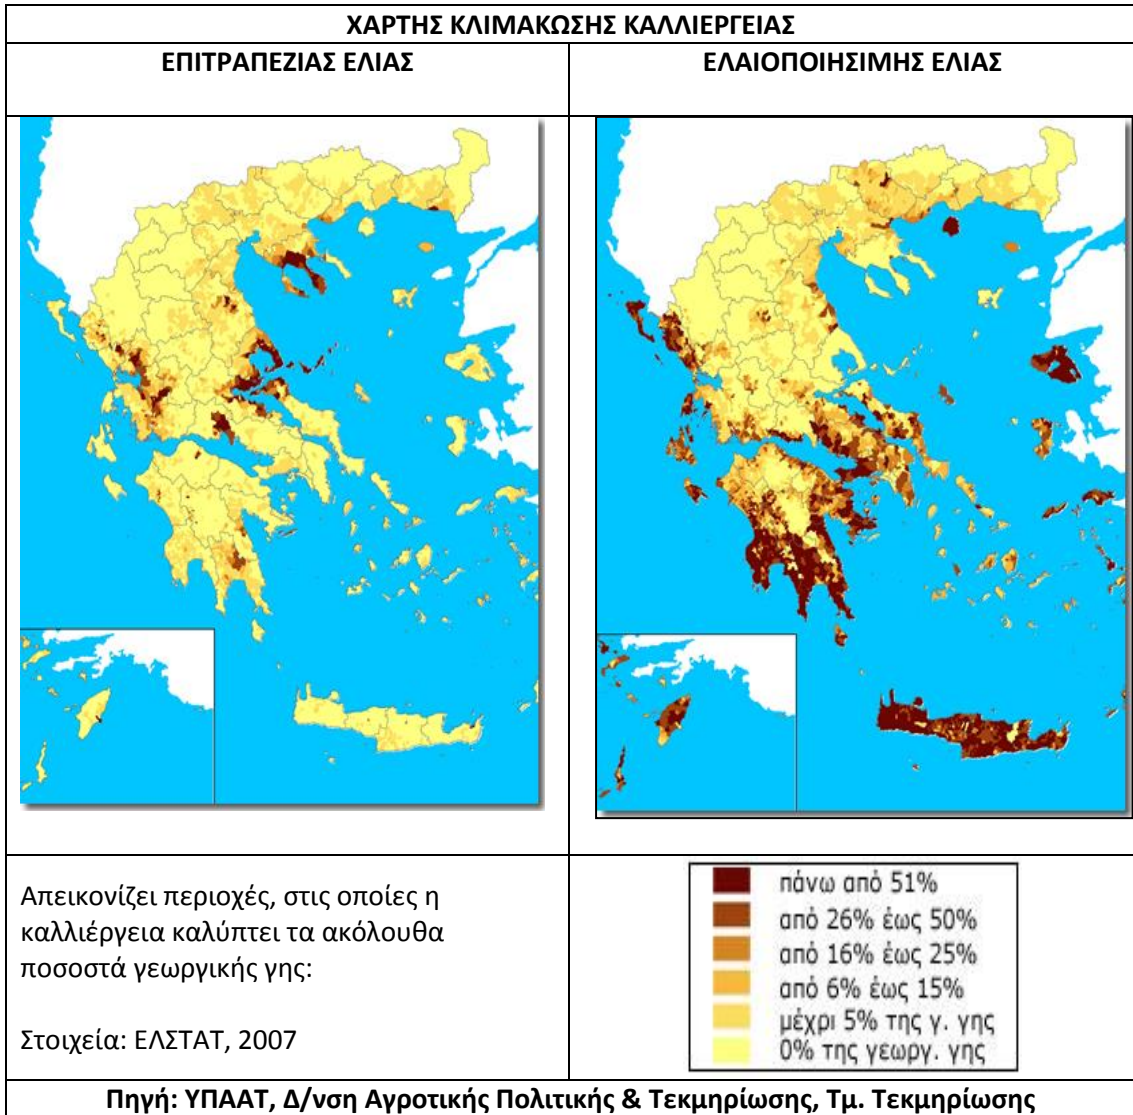 ΧΑΡΤΗΣ ΚΛΙΜΑΚΩΣΗΣ ΚΑΛΛΙΕΡΓΕΙΑΣ
ΕΠΙΤΡΑΠΕΖΙΑΣ ΕΛΙΑΣ
ΕΛΑΙΟΠΟΙΗΣΙΜΗΣ ΕΛΙΑΣ
Απεικονίζει περιοχές, στις οποίες η
καλλιέργεια καλύπτει τα ακόλουθα
ποσοστά γεωργικής γης:
Στοιχεία: ΕΛΣΤΑΤ, 2007
πάνω από 51%
από 26% έως 50%
από 16% έως 25%
από 6% έως 15%
μέχρι 5% της γ. γης
0% της γεωργ. γης
Πηγή: ΥΠΑΑΤ, Δ/νση Αγροτικής Πολιτικής & Τεκμηρίωσης, Τμ. Τεκμηρίωσης